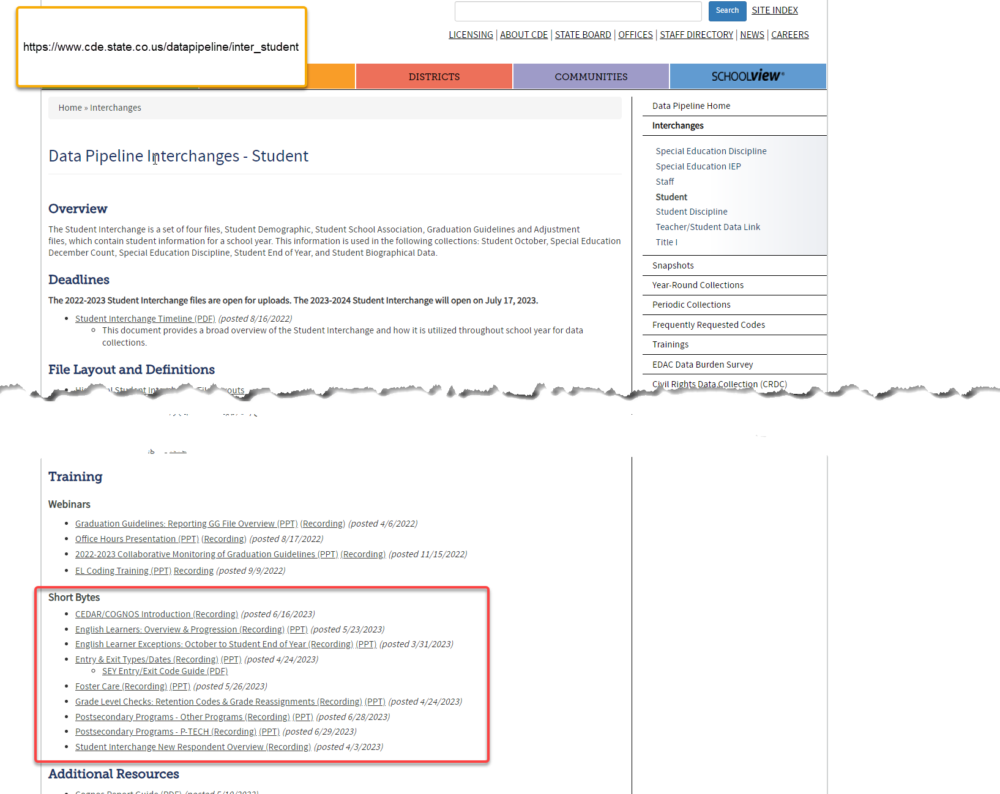 https://www.cde.state.co.us/datapipeline/inter_student
Search SITE INDEX
LICENSING | ABOUT CDE | STATE BOARD | OFFICES | STAFF DIRECTORY | NEWS | CAREERS
DISTRICTS COMMUNITIES SCHOOLVIEW®
Home » Interchanges
Data Pipeline Interchanges - Student
Overview
The Student Interchange is a set of four files, Student Demographic, Student School Association, Graduation Guidelines and Adjustment
files, which contain student information for a school year. This information is used in the following collections: Student October, Special Education
December Count, Special Education Discipline, Student End of Year, and Student Biographical Data.
Deadlines
The 2022-2023 Student Interchange files are open for uploads. The 2023-2024 Student Interchange will open on July 17, 2023.
• Student Interchange Timeline (PDF) (posted 8/16/2022)
○ This document provides a broad overview of the Student Interchange and how it is utilized throughout school year for data
collections.
File Layout and Definitions
Student
Data Pipeline Home
Interchanges
Special Education Discipline
Special Education IEP
Staff
Student
Student Discipline
Teacher/Student Data Link
Title I
Snapshots
Year-Round Collections
Periodic Collections
Frequently Requested Codes
Trainings
EDAC Data Burden Survey
Civil Rights Data Collection (CRDC)
Training
Webinars
• Graduation Guidelines: Reporting GG File Overview (PPT) (Recording) (posted 4/6/2022)
• Office Hours Presentation (PPT) (Recording) (posted 8/17/2022)
• 2022-2023 Collaborative Monitoring of Graduation Guidelines (PPT) (Recording) (posted 11/15/2022)
• EL Coding Training (PPT) Recording (posted 9/9/2022)
Short Bytes
• CEDAR/COGNOS Introduction (Recording) (posted 6/16/2023)
• English Learners: Overview & Progression (Recording) (PPT) (posted 5/23/2023)
• English Learner Exceptions: October to Student End of Year (Recording) (PPT) (posted 3/31/2023)
• Entry & Exit Types/Dates (Recording) (PPT) (posted 4/24/2023)
○ SEY Entry/Exit Code Guide (PDF)
• Foster Care (Recording) (PPT) (posted 5/26/2023)
• Grade Level Checks: Retention Codes & Grade Reassignments (Recording) (PPT) (posted 4/24/2023)
• Postsecondary Programs - Other Programs (Recording) (PPT) (posted 6/28/2023)
• Postsecondary Programs - P-TECH (Recording) (PPT) (posted 6/29/2023)
• Student Interchange New Respondent Overview (Recording) (posted 4/3/2023)
Additional Resources
• Cognos Report Guide (PDF) (posted 5/10/2022)